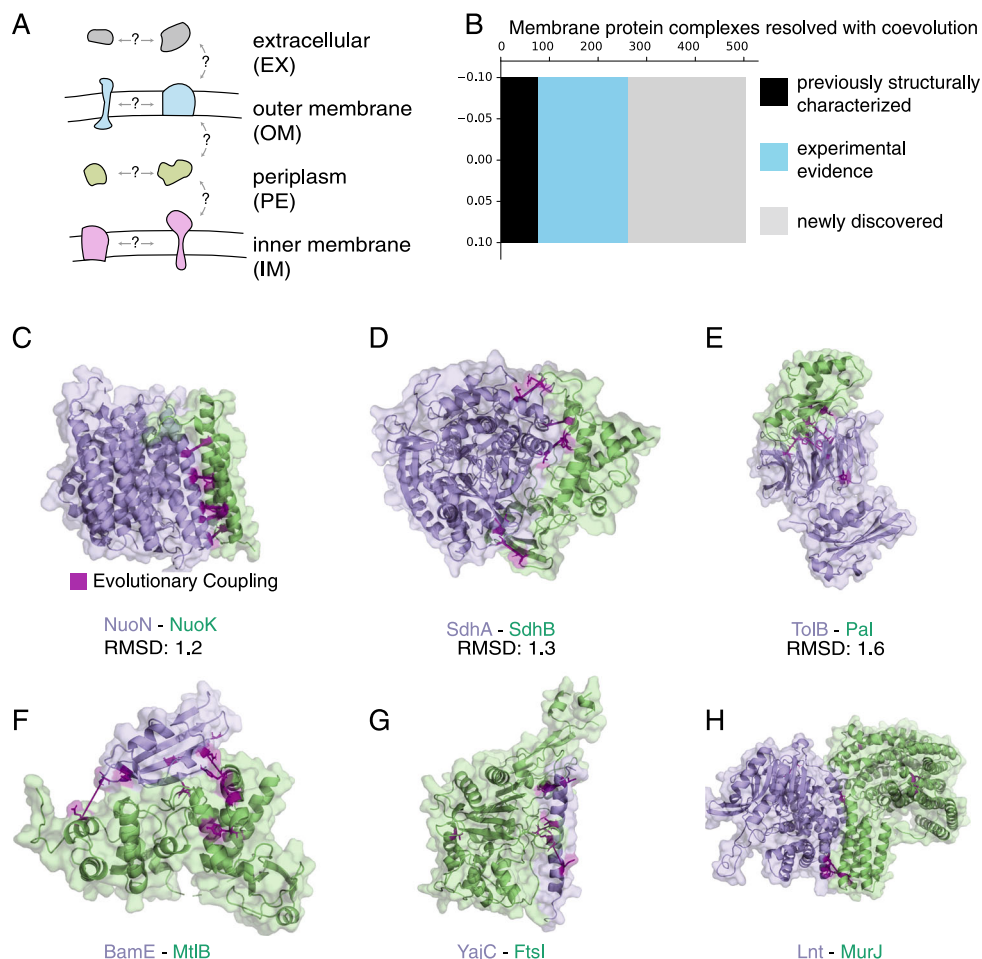 A
?
extracellular
(EX)
?
?
outer membrane
(OM)
?
?
periplasm
(PE)
?
?
inner membrane
(IM)
B
Membrane protein complexes resolved with coevolution
0 100 200 300 400 500
−0.10
−0.05
0.00
0.05
0.10
previously structurally
characterized
experimental
evidence
newly discovered
C
Evolutionary Coupling
NuoN - NuoK
RMSD: 1.2
D
SdhA - SdhB
RMSD: 1.3
E
TolB - Pal
RMSD: 1.6
F
BamE - MtlB
G
YaiC - FtsI
H
Lnt - MurJ